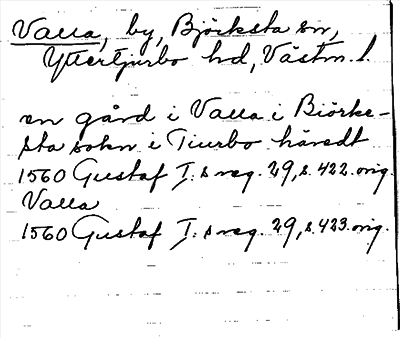 Valla, by, Björksta sn,
Yttertjurbo hd, Västm. l.
en gård i Valla i Biörke-
sta sokn i Tiurbo häredt
1560 Gustaf I:s reg. 29, s. 422. orig.
Valla
1560 Gustaf I:s reg. 29, s. 423. orig.